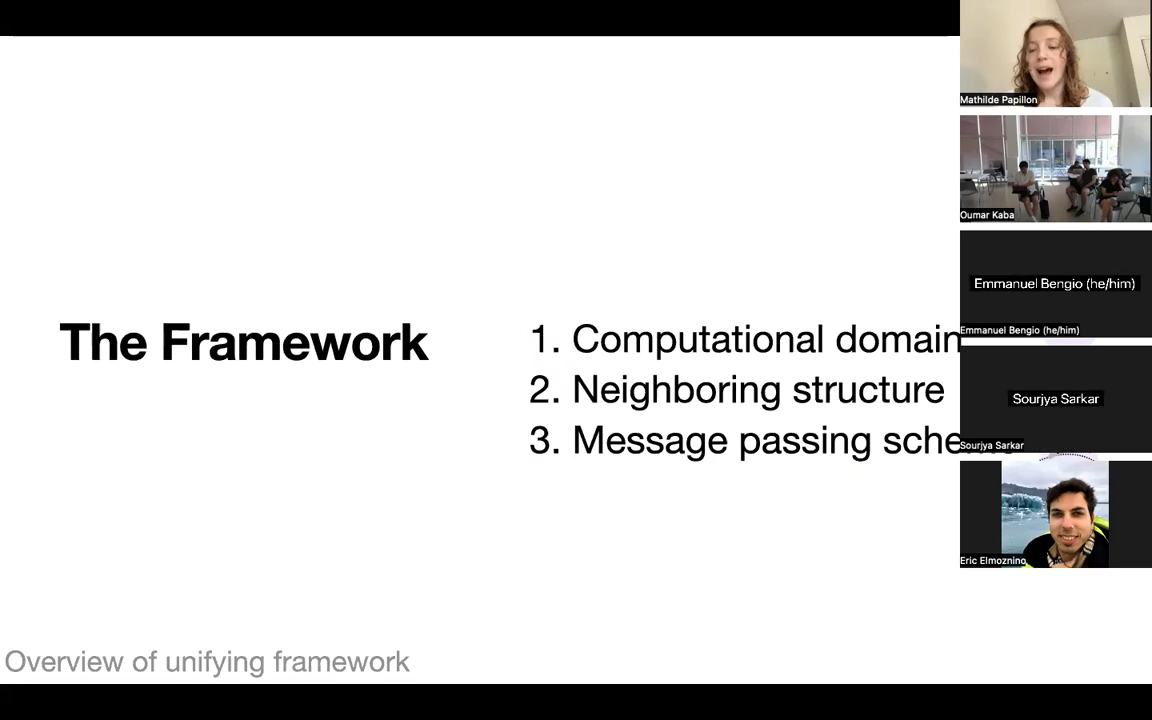 The Framework
1. Computational domain
2. Neighboring structure
3. Message passing sche
Overview of unifying framework
Mathilde Papillon
Oumar Kaba
Emmanuel Bengio (he/him)
Emmanuel Bengio (he/him)
Sourjya Sarkar
Sourjya Sarkar
Eric Elmoznino